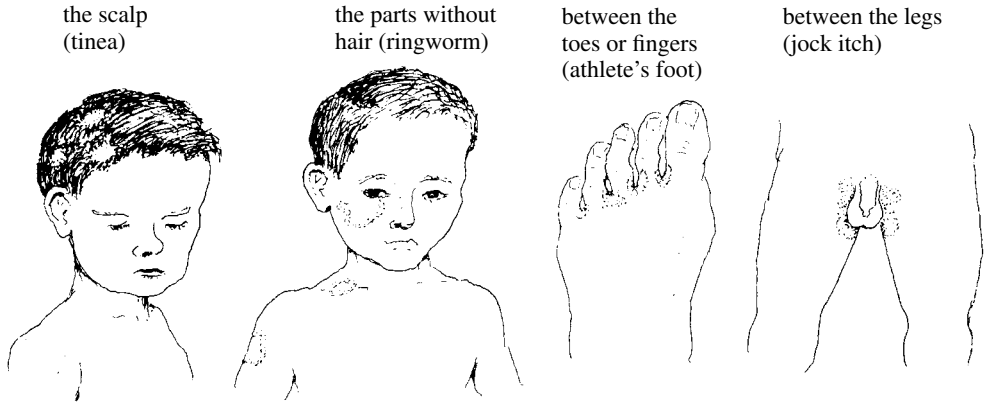 the scalp
(tinea)
the parts without
hair (ringworm)
between the
toes or fingers
(athlete’s foot)
between the legs
(jock itch)